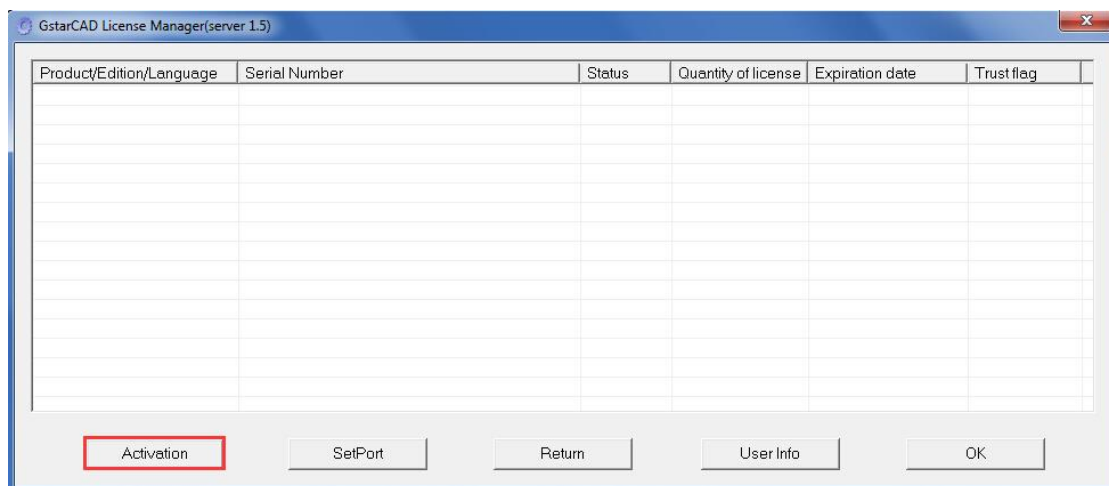 GstarCAD License Manager(server 1.5)
Product/Edition/Language Serial Number Status Quantity of license Expiration date Trust flag
Activation SetPort Return User Info OK